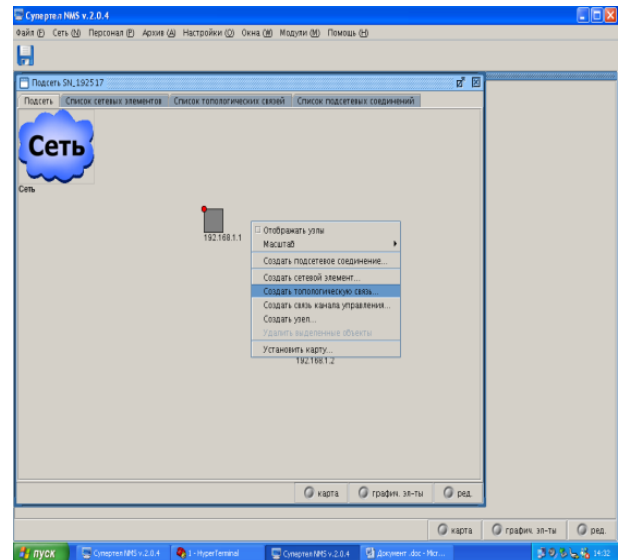 Супертел NMS v.2.0.4
Файл (F) Сеть (N) Персонал (P) Архив (A) Настройки (O) Окна (W) Модули (M) Помощь (H)
Подсеть SN_192517
Подсеть Список сетевых элементов Список топологических связей Список подсетевых соединений
Сеть
Сеть
192.168.1.1
Отображать узлы
Масштаб
Создать подсетевое соединение...
Создать сетевой элемент...
Создать топологическую связь...
Создать связь канала управления...
Создать узел...
Удалить выделенные объекты
Установить карту...
192.168.1.2
карта график. эл-ты ред.
карта график. эл-ты ред.
пуск Супертел NMS v.2.0.4 1 - HyperTerminal Супертел NMS v.2.0.4 Документ .doc - Micr... 14:32